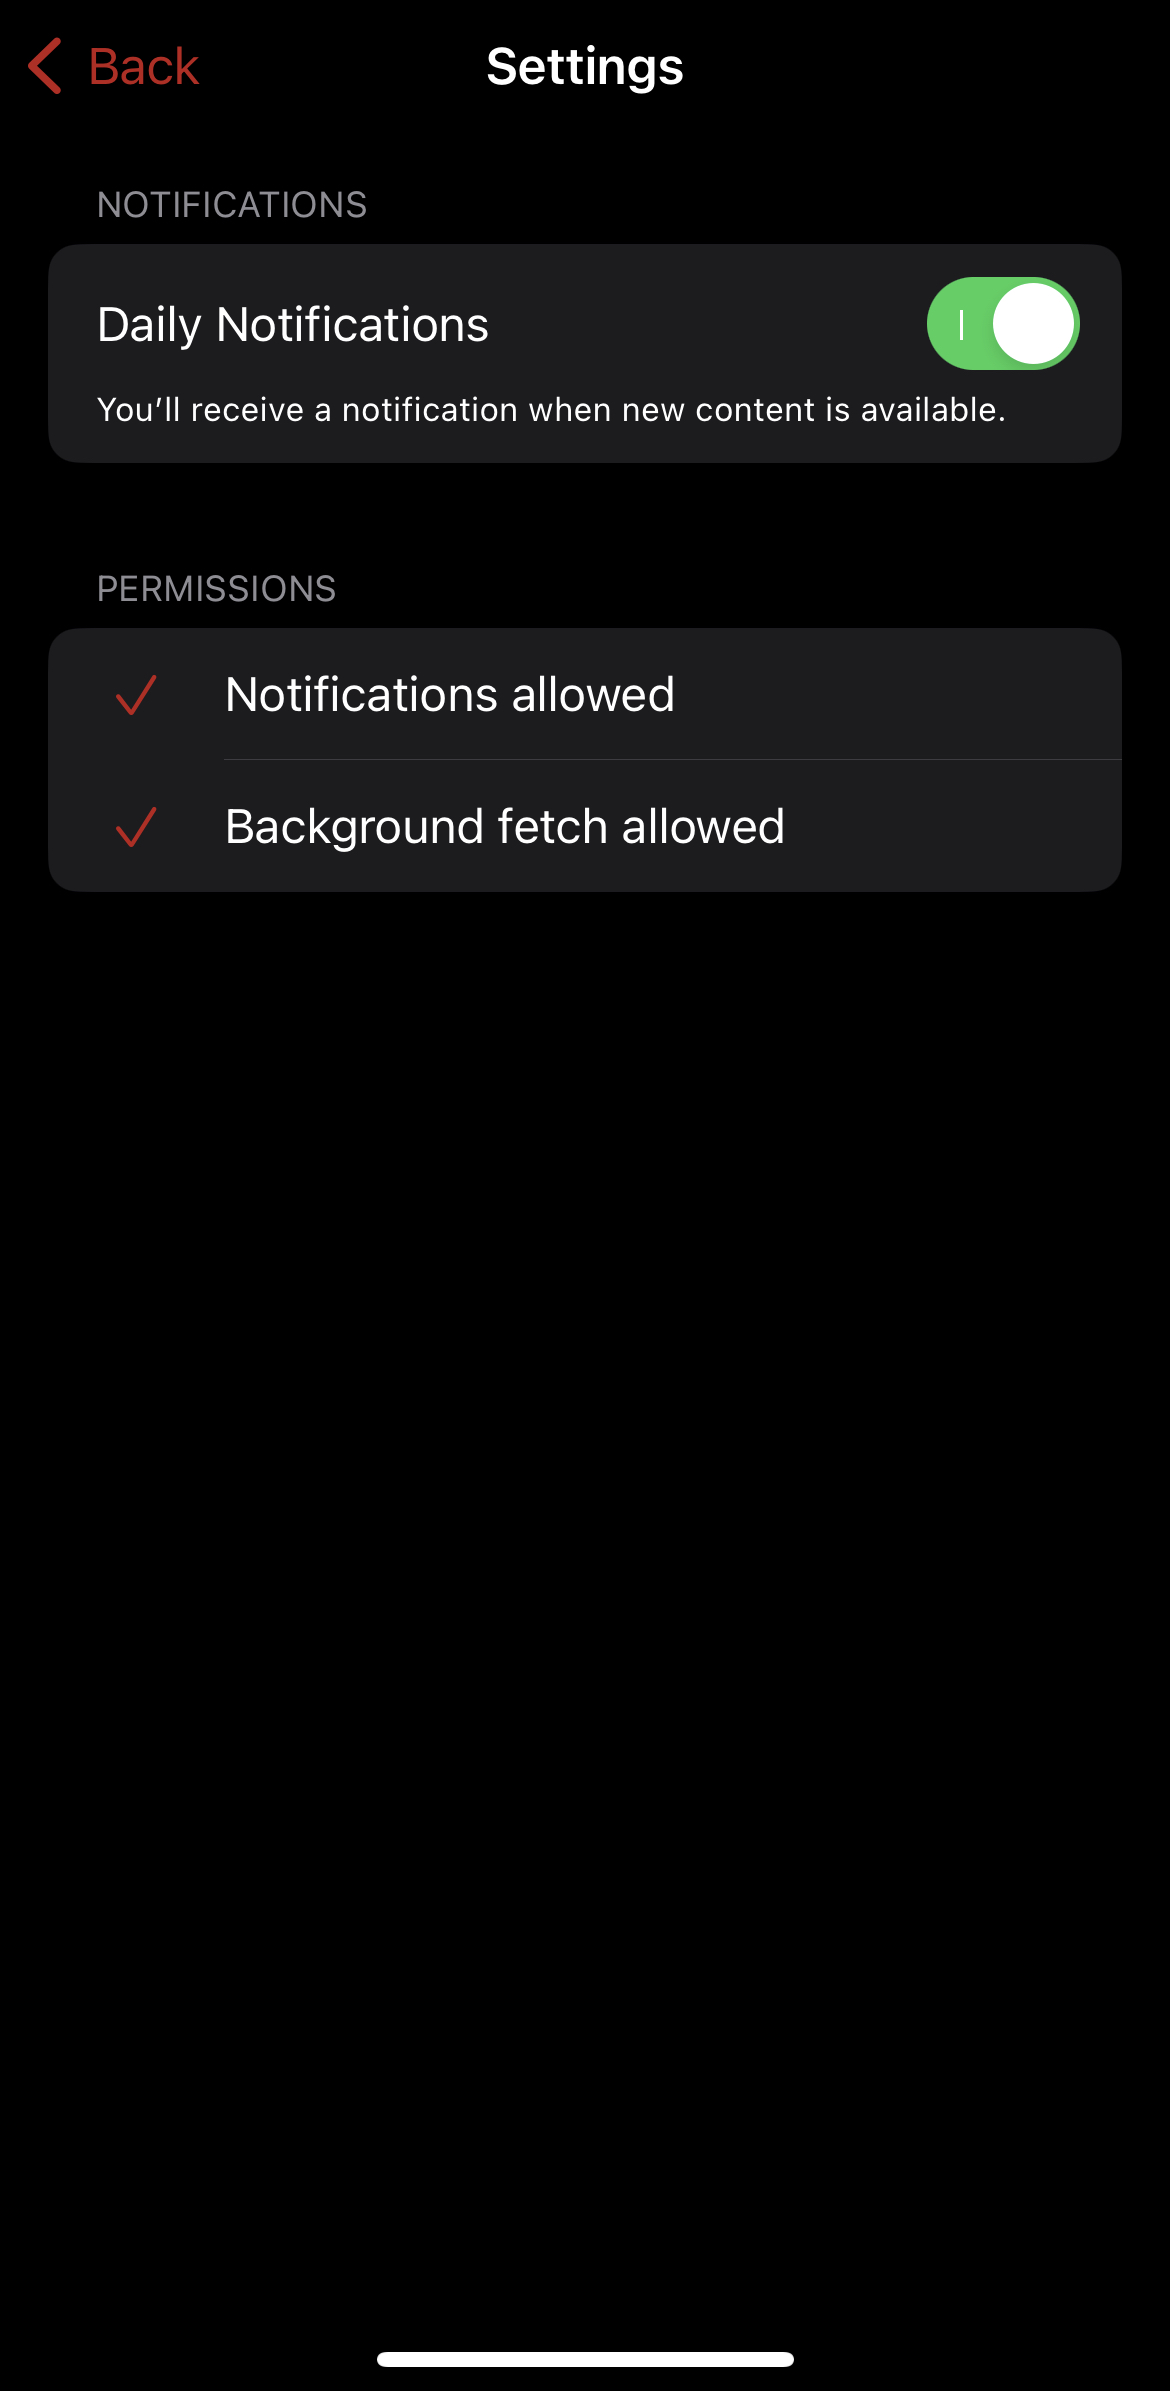 Back
Settings
NOTIFICATIONS
Daily Notifications
You’ll receive a notification when new content is available.
PERMISSIONS
Notifications allowed
Background fetch allowed